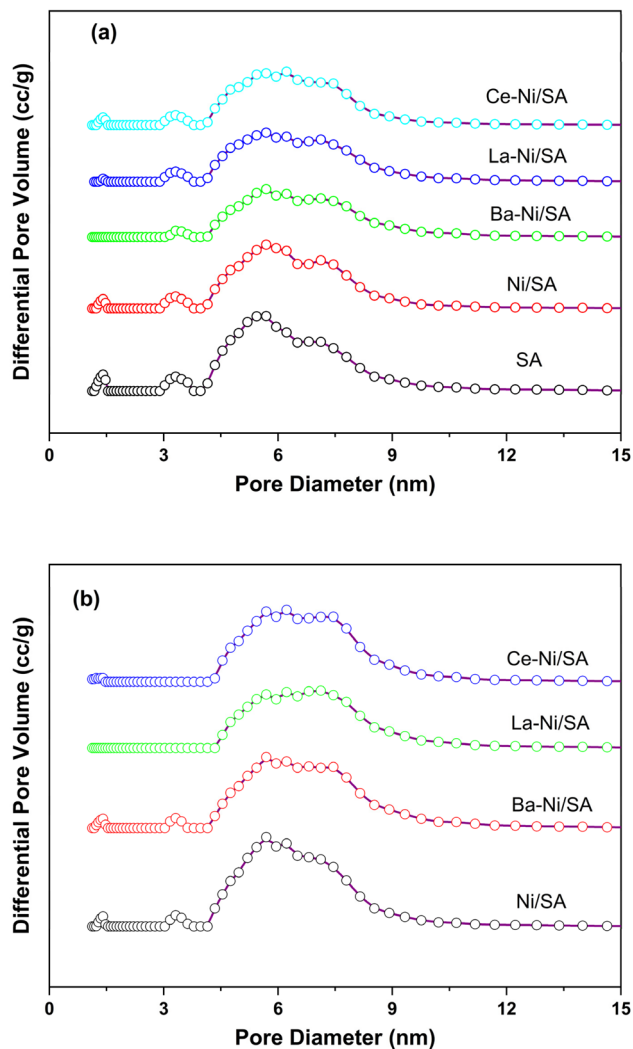 (a)
Ce-Ni/SA
La-Ni/SA
Ba-Ni/SA
Ni/SA
SA
Differential Pore Volume (cc/g)
0 3 6 9 12 15
Pore Diameter (nm)
(b)
Ce-Ni/SA
La-Ni/SA
Ba-Ni/SA
Ni/SA
Differential Pore Volume (cc/g)
0 3 6 9 12 15
Pore Diameter (nm)